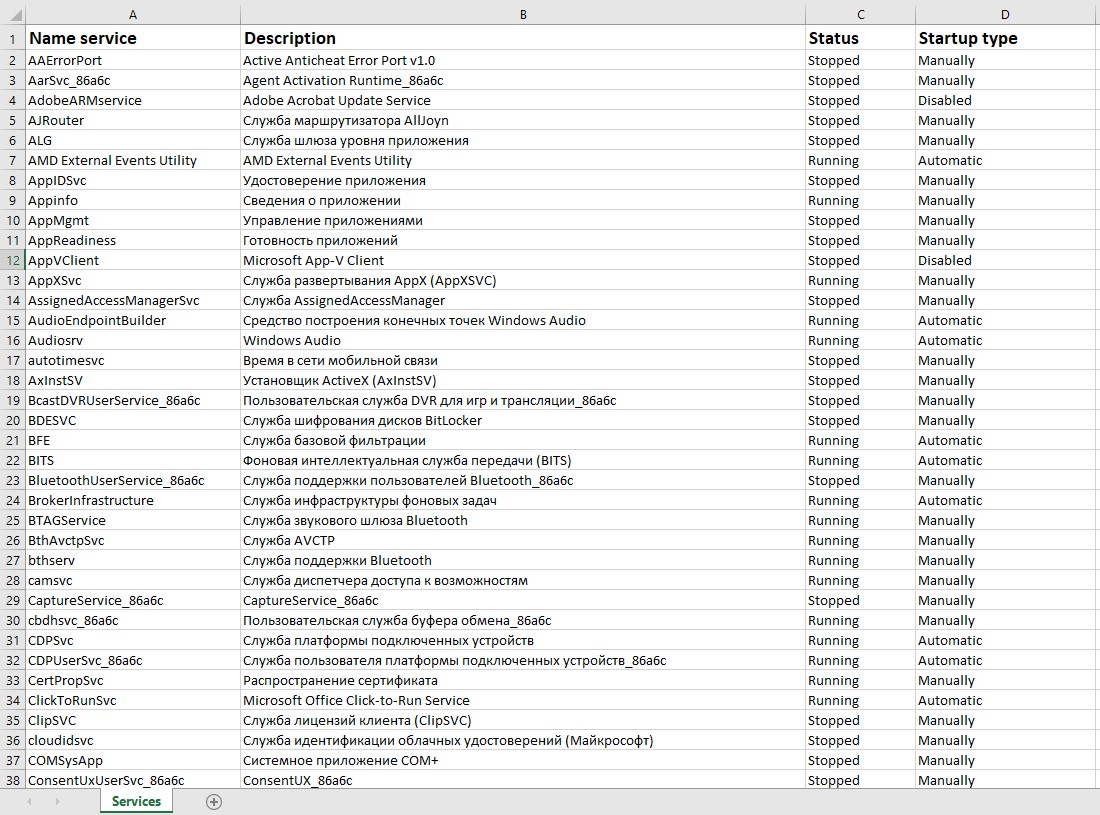 A B C D
1 Name service Description Status Startup type
2 AAErrorPort Active Anticheat Error Port v1.0 Stopped Manually
3 AarSvc_86a6c Agent Activation Runtime_86a6c Stopped Manually
4 AdobeARMservice Adobe Acrobat Update Service Stopped Disabled
5 AJRouter Служба маршрутизатора AllJoyn Stopped Manually
6 ALG Служба шлюза уровня приложения Stopped Manually
7 AMD External Events Utility AMD External Events Utility Running Automatic
8 AppIDSvc Удостоверение приложения Stopped Manually
9 Appinfo Сведения о приложении Running Manually
10 AppMgmt Управление приложениями Stopped Manually
11 AppReadiness Готовность приложений Stopped Manually
12 AppVClient Microsoft App-V Client Stopped Disabled
13 AppXSvc Служба развертывания AppX (AppXSVC) Running Manually
14 AssignedAccessManagerSvc Служба AssignedAccessManager Stopped Manually
15 AudioEndpointBuilder Средство построения конечных точек Windows Audio Running Automatic
16 Audiosrv Windows Audio Running Automatic
17 autotimesvc Время в сети мобильной связи Stopped Manually
18 AxInstSV Установщик ActiveX (AxInstSV) Stopped Manually
19 BcastDVRUserService_86a6c Пользовательская служба DVR для игр и трансляции_86a6c Stopped Manually
20 BDESVC Служба шифрования дисков BitLocker Stopped Manually
21 BFE Служба базовой фильтрации Running Automatic
22 BITS Фоновая интеллектуальная служба передачи (BITS) Running Automatic
23 BluetoothUserService_86a6c Служба поддержки пользователей Bluetooth_86a6c Stopped Manually
24 BrokerInfrastructure Служба инфраструктуры фоновых задач Running Automatic
25 BTAGService Служба звукового шлюза Bluetooth Running Manually
26 BthAvctpSvc Служба AVCTP Running Manually
27 bthserv Служба поддержки Bluetooth Running Manually
28 camsvc Служба диспетчера доступа к возможностям Running Manually
29 CaptureService_86a6c CaptureService_86a6c Stopped Manually
30 cbdhsvc_86a6c Пользовательская служба буфера обмена_86a6c Running Manually
31 CDPSvc Служба платформы подключенных устройств Running Automatic
32 CDPUserSvc_86a6c Служба пользователя платформы подключенных устройств_86a6c Running Automatic
33 CertPropSvc Распространение сертификата Running Manually
34 ClickToRunSvc Microsoft Office Click-to-Run Service Running Automatic
35 ClipSVC Служба лицензий клиента (ClipSVC) Stopped Manually
36 cloudidsvc Служба идентификации облачных удостоверений (Майкрософт) Stopped Manually
37 COMSysApp Системное приложение COM+ Stopped Manually
38 ConsentUxUserSvc_86a6c ConsentUX_86a6c Stopped Manually
Services